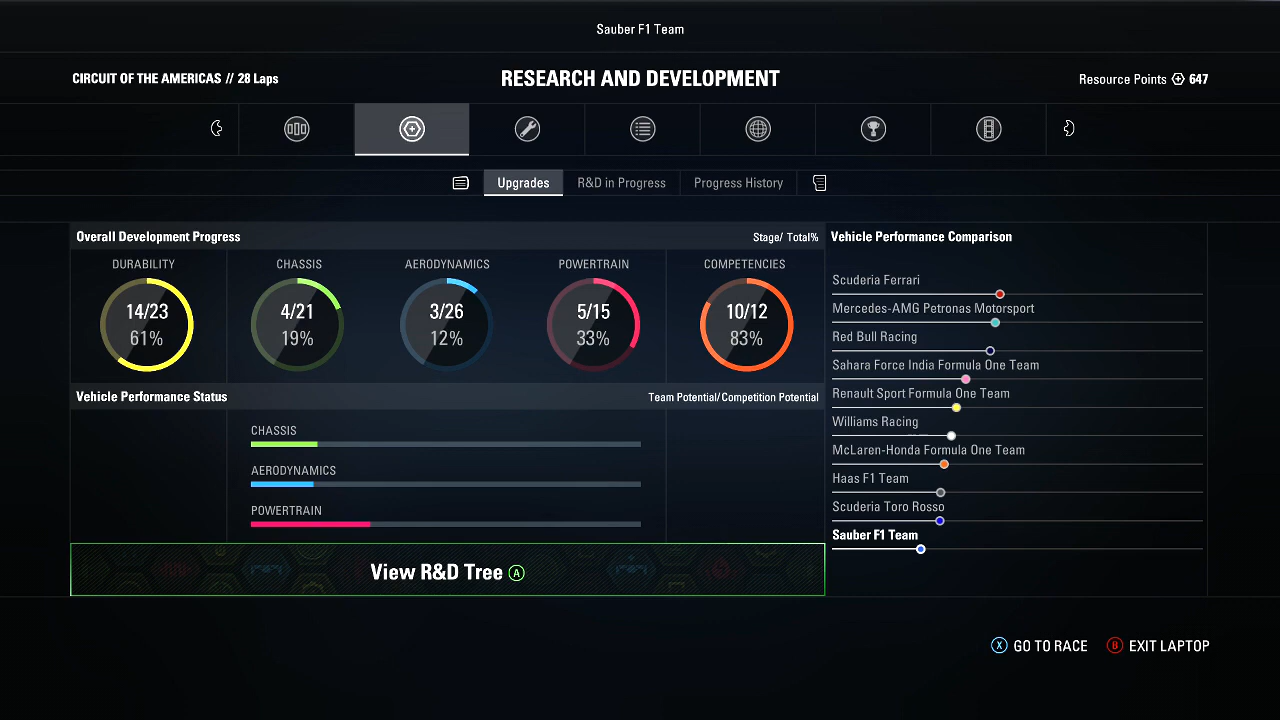 Sauber F1 Team
CIRCUIT OF THE AMERICAS // 28 Laps
RESEARCH AND DEVELOPMENT
Resource Points 647
Upgrades
R&D in Progress
Progress History
Overall Development Progress
Stage/ Total%
DURABILITY
14/23
61%
CHASSIS
4/21
19%
AERODYNAMICS
3/26
12%
POWERTRAIN
5/15
33%
COMPETENCIES
10/12
83%
Vehicle Performance Status
Team Potential/Competition Potential
CHASSIS
AERODYNAMICS
POWERTRAIN
View R&D Tree A
Vehicle Performance Comparison
Scuderia Ferrari
Mercedes-AMG Petronas Motorsport
Red Bull Racing
Sahara Force India Formula One Team
Renault Sport Formula One Team
Williams Racing
McLaren-Honda Formula One Team
Haas F1 Team
Scuderia Toro Rosso
Sauber F1 Team
X GO TO RACE
B EXIT LAPTOP